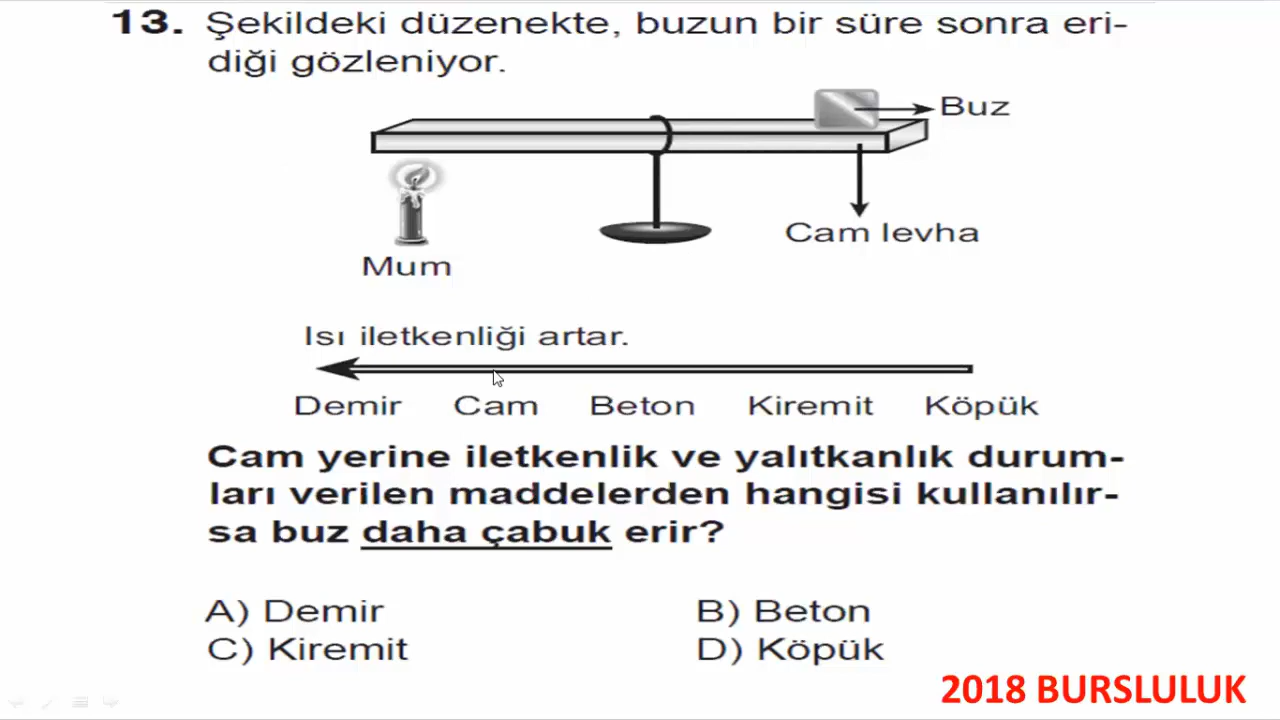 13. Şekildeki düzenekte, buzun bir süre sonra eri-
diği gözleniyor.
Buz
Cam levha
Mum
Isı iletkenliği artar.
Demir Cam Beton Kiremit Köpük
Cam yerine iletkenlik ve yalıtkanlık durum-
ları verilen maddelerden hangisi kullanılır-
sa buz daha çabuk erir?
A) Demir B) Beton
C) Kiremit D) Köpük
2018 BURSLULUK